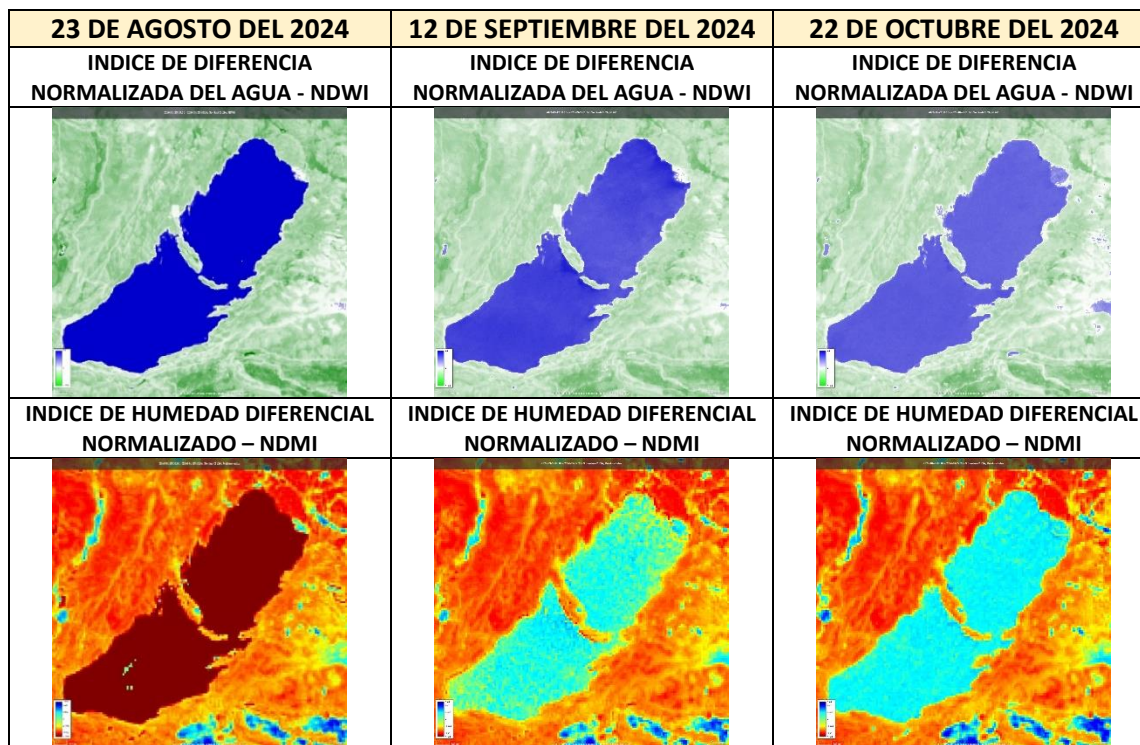 23 DE AGOSTO DEL 2024
12 DE SEPTIEMBRE DEL 2024
22 DE OCTUBRE DEL 2024
INDICE DE DIFERENCIA
NORMALIZADA DEL AGUA - NDWI
INDICE DE DIFERENCIA
NORMALIZADA DEL AGUA - NDWI
INDICE DE DIFERENCIA
NORMALIZADA DEL AGUA - NDWI
INDICE DE HUMEDAD DIFERENCIAL
NORMALIZADO – NDMI
INDICE DE HUMEDAD DIFERENCIAL
NORMALIZADO – NDMI
INDICE DE HUMEDAD DIFERENCIAL
NORMALIZADO – NDMI